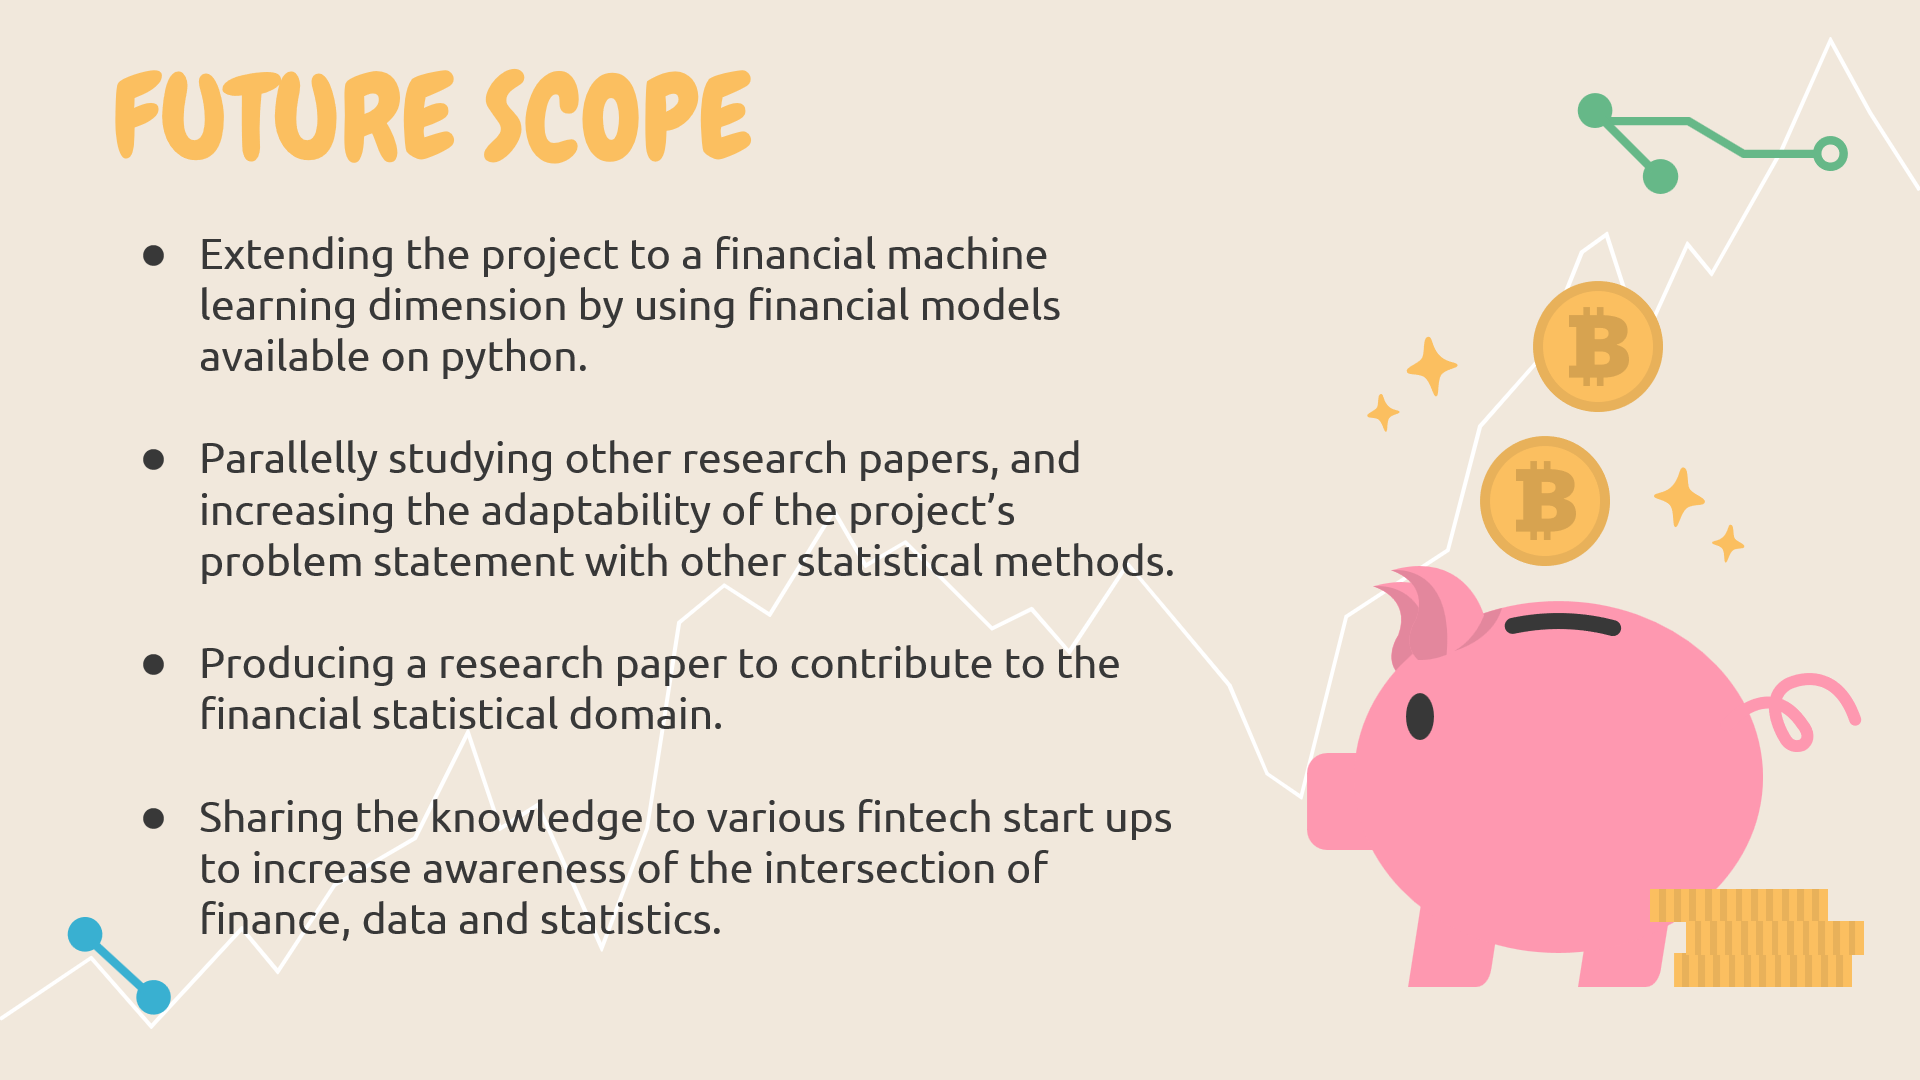 FUTURE SCOPE
● Extending the project to a financial machine
learning dimension by using financial models
available on python.
● Parallelly studying other research papers, and
increasing the adaptability of the project’s
problem statement with other statistical methods.
● Producing a research paper to contribute to the
financial statistical domain.
● Sharing the knowledge to various fintech start ups
to increase awareness of the intersection of
finance, data and statistics.